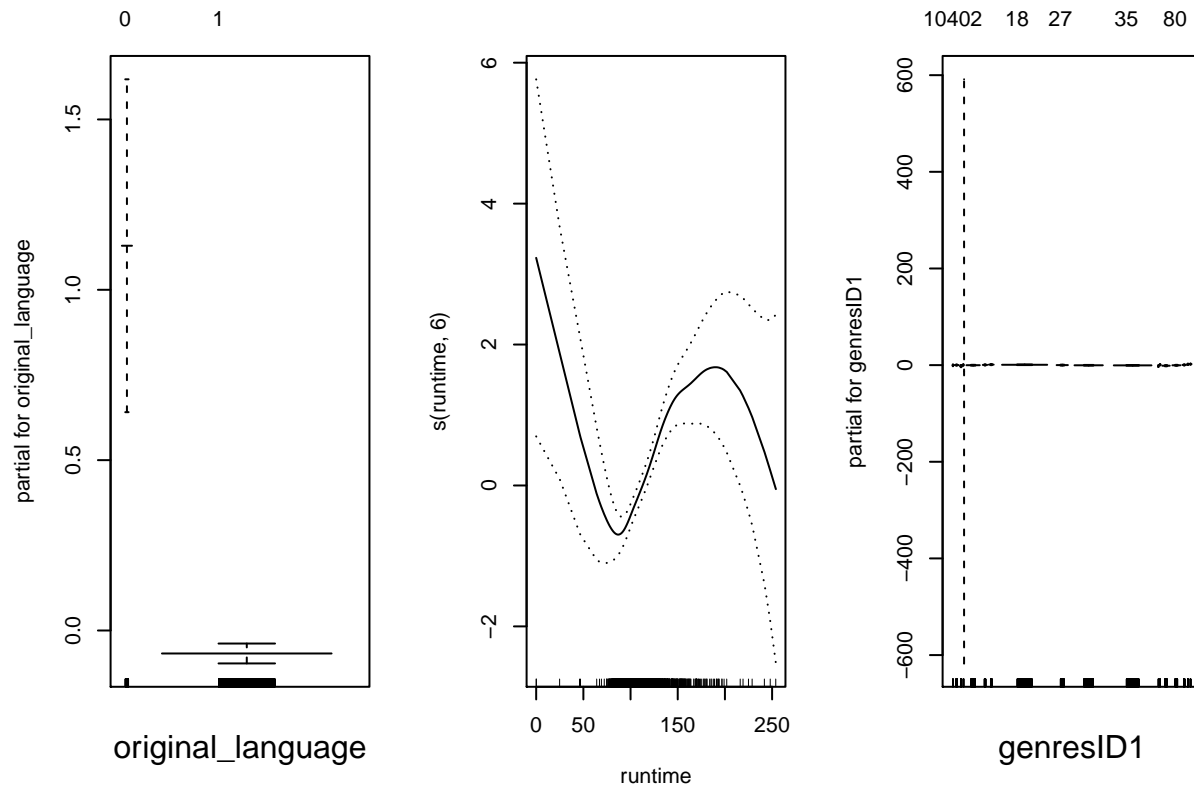 0 1
partial for original_language
1.5
1.0
0.5
0.0
original_language
s(runtime, 6)
6
4
2
0
−2
0 50 150 250
runtime
10402 18 27 35 80
partial for genresID1
600
400
200
0
−200
−400
−600
genresID1